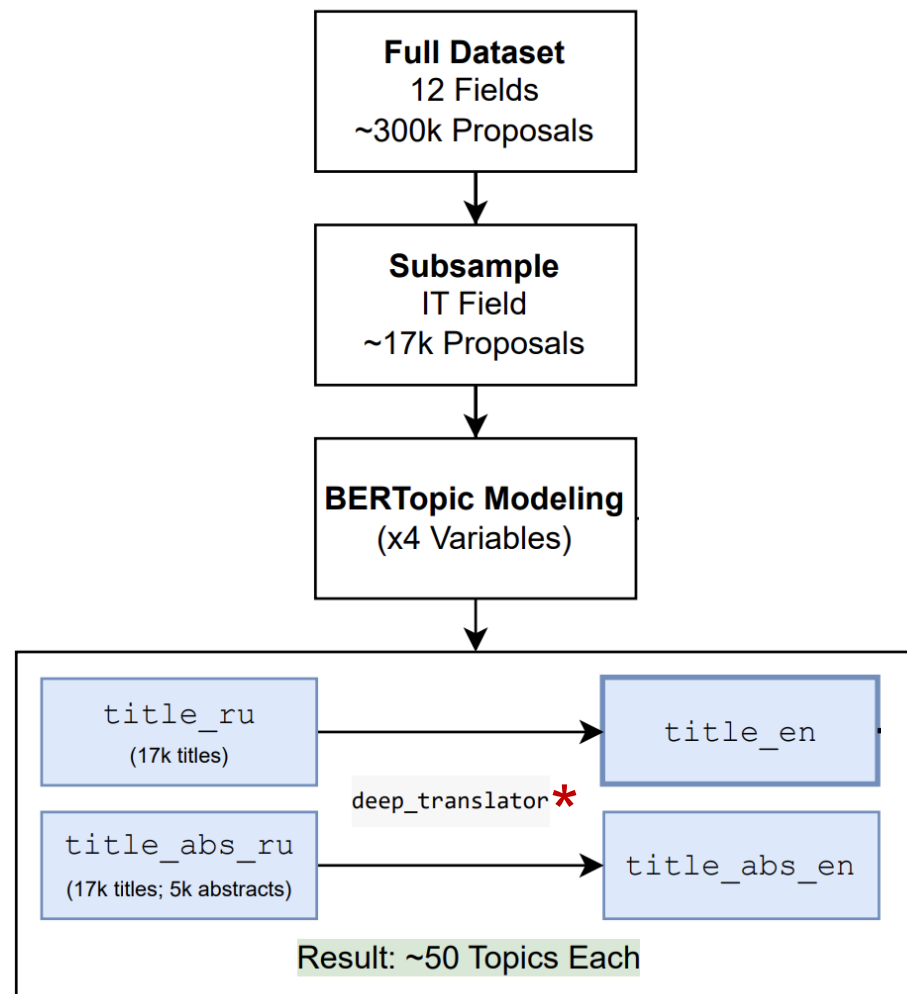 Full Dataset
12 Fields
~300k Proposals
Subsample
IT Field
~17k Proposals
BERTopic Modeling
(x4 Variables)
title_ru
(17k titles)
title_en
deep_translator*
title_abs_ru
(17k titles; 5k abstracts)
title_abs_en
Result: ~50 Topics Each